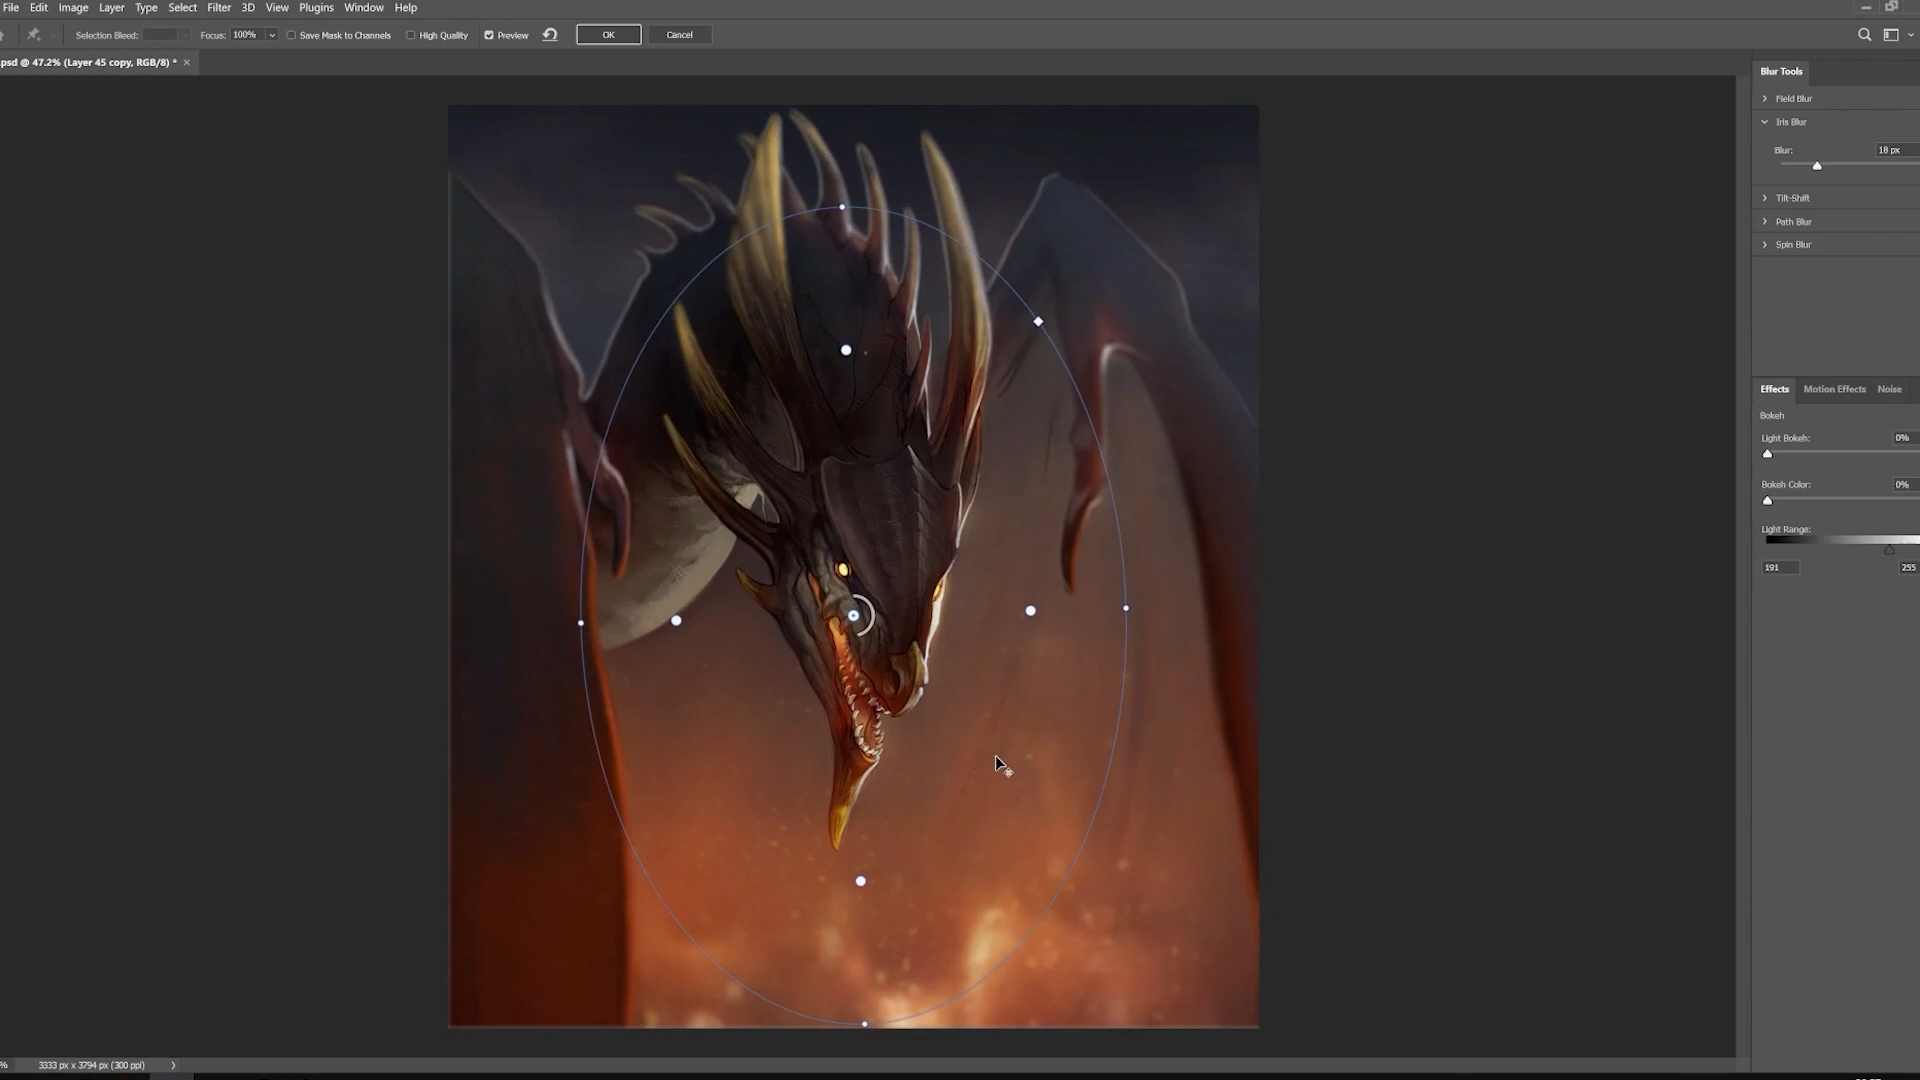 File Edit Image Layer Type Select Filter 3D View Plugins Window Help
Selection Bleed: Focus: 100% Save Mask to Channels High Quality Preview OK Cancel
.psd @ 47.2% (Layer 45 copy, RGB/8) *
Blur Tools
Field Blur
Iris Blur
Blur: 18 px
Tilt-Shift
Path Blur
Spin Blur
Effects Motion Effects Noise
Bokeh
Light Bokeh: 0%
Bokeh Color: 0%
Light Range:
191 255
% 3333 px x 3794 px (300 ppi)